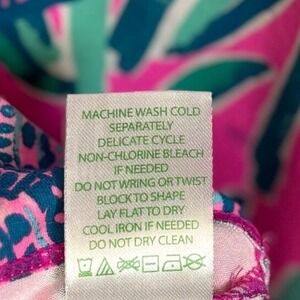 MACHINE WASH COLD
SEPARATELY
DELICATE CYCLE
NON-CHLORINE BLEACH
IF NEEDED
DO NOT WRING OR TWIST
BLOCK TO SHAPE
LAY FLAT TO DRY
COOL IRON IF NEEDED
DO NOT DRY CLEAN